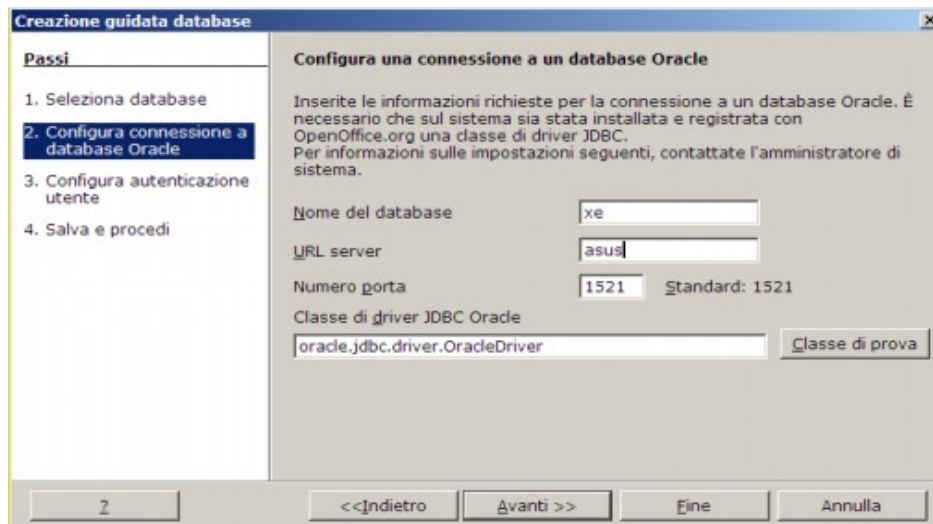 Creazione guidata database
Passi
1. Seleziona database
2. Configura connessione a
database Oracle
3. Configura autenticazione
utente
4. Salva e procedi
Configura una connessione a un database Oracle
Inserite le informazioni richieste per la connessione a un database Oracle. È
necessario che sul sistema sia stata installata e registrata con
OpenOffice.org una classe di driver JDBC.
Per informazioni sulle impostazioni seguenti, contattate l'amministratore di
sistema.
Nome del database xe
URL server asus
Numero porta 1521 Standard: 1521
Classe di driver JDBC Oracle
oracle.jdbc.driver.OracleDriver Classe di prova
? <<Indietro Avanti >> Fine Annulla